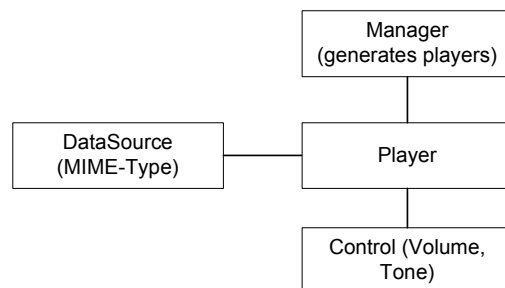 Manager
(generates players)
DataSource
(MIME-Type)
Player
Control (Volume,
Tone)